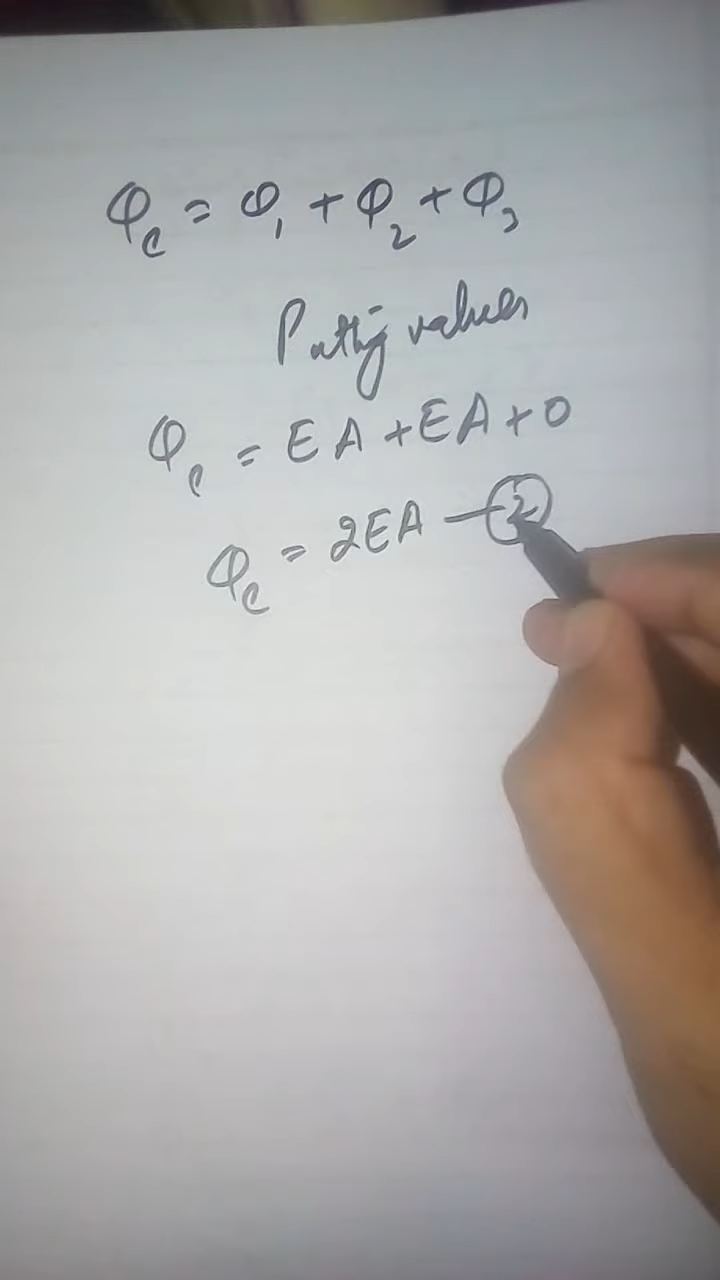 Φc = Φ1 + Φ2 + Φ3
Putting values
Φc = EA + EA + 0
Φc = 2EA — ②